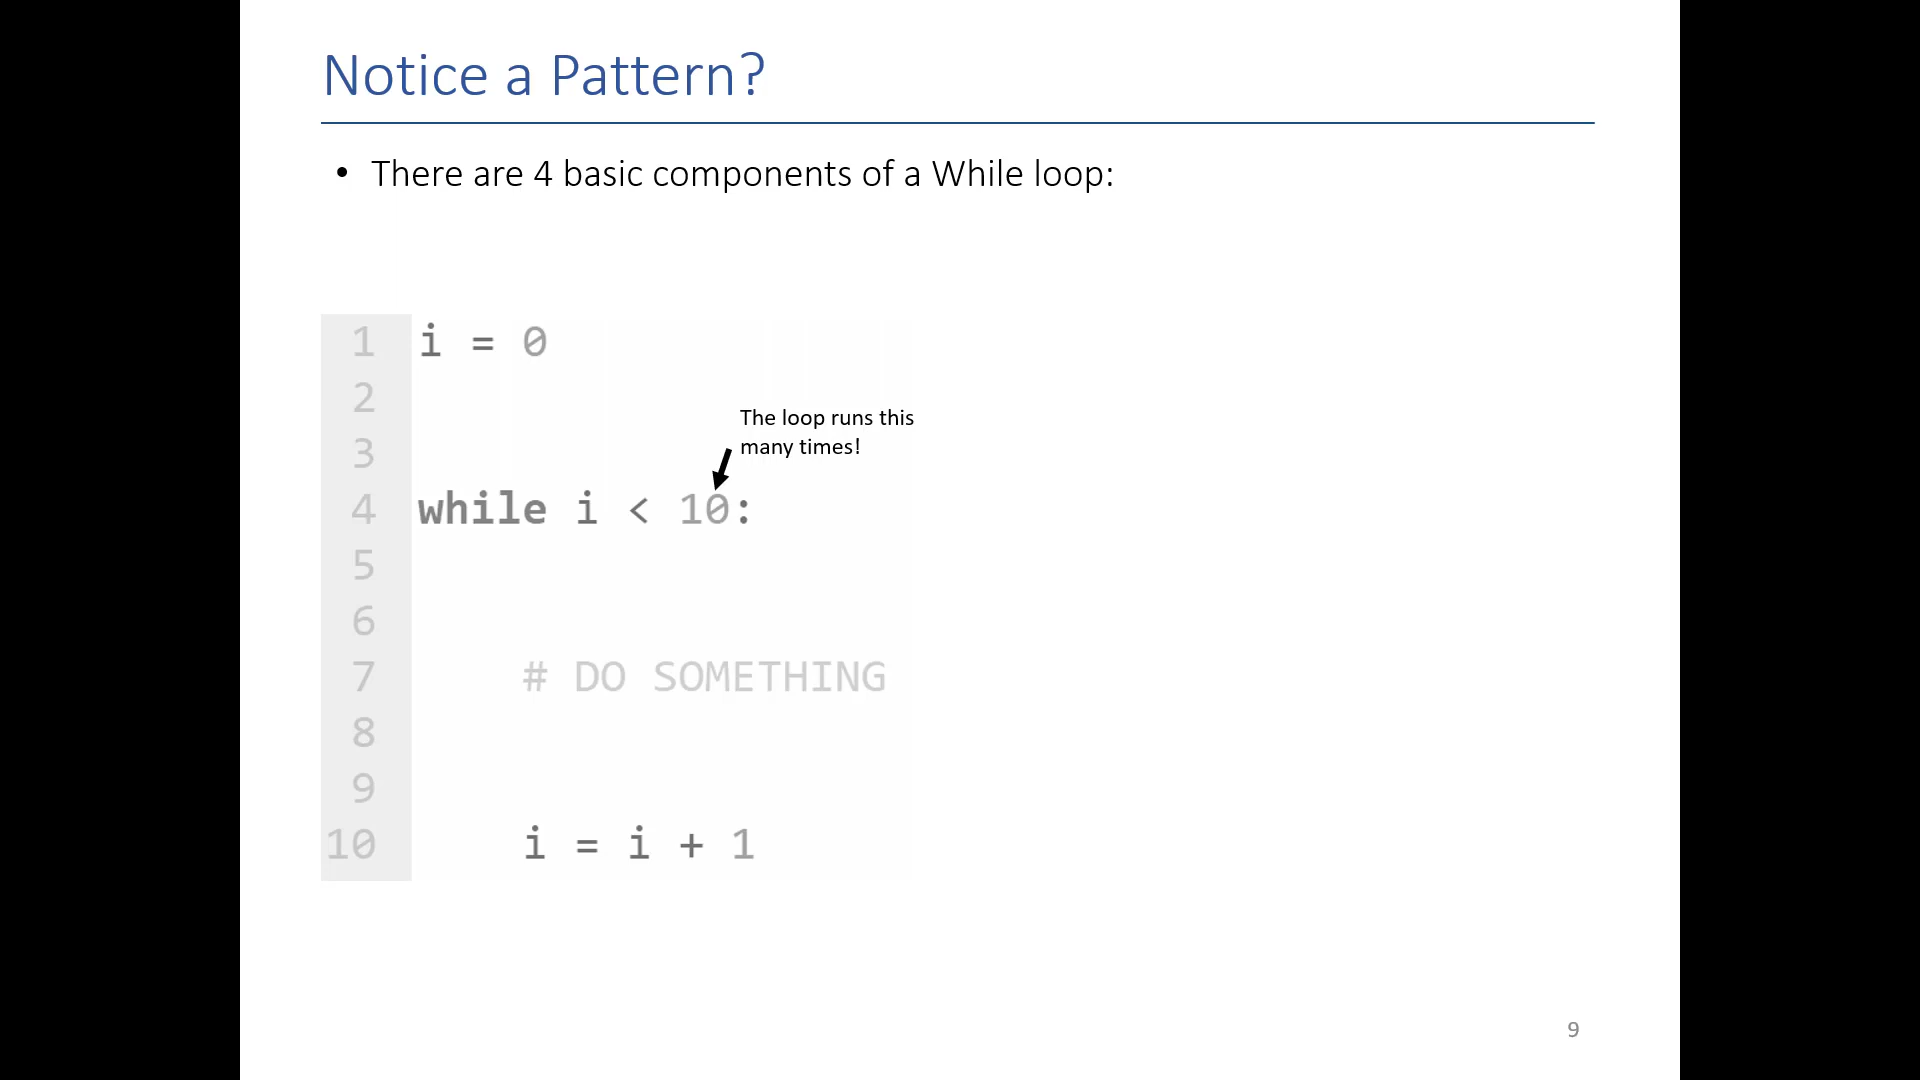 Notice a Pattern?
• There are 4 basic components of a While loop:
1 i = 0
2
3
The loop runs this
many times!
4 while i < 10:
5
6
7 # DO SOMETHING
8
9
10 i = i + 1
9